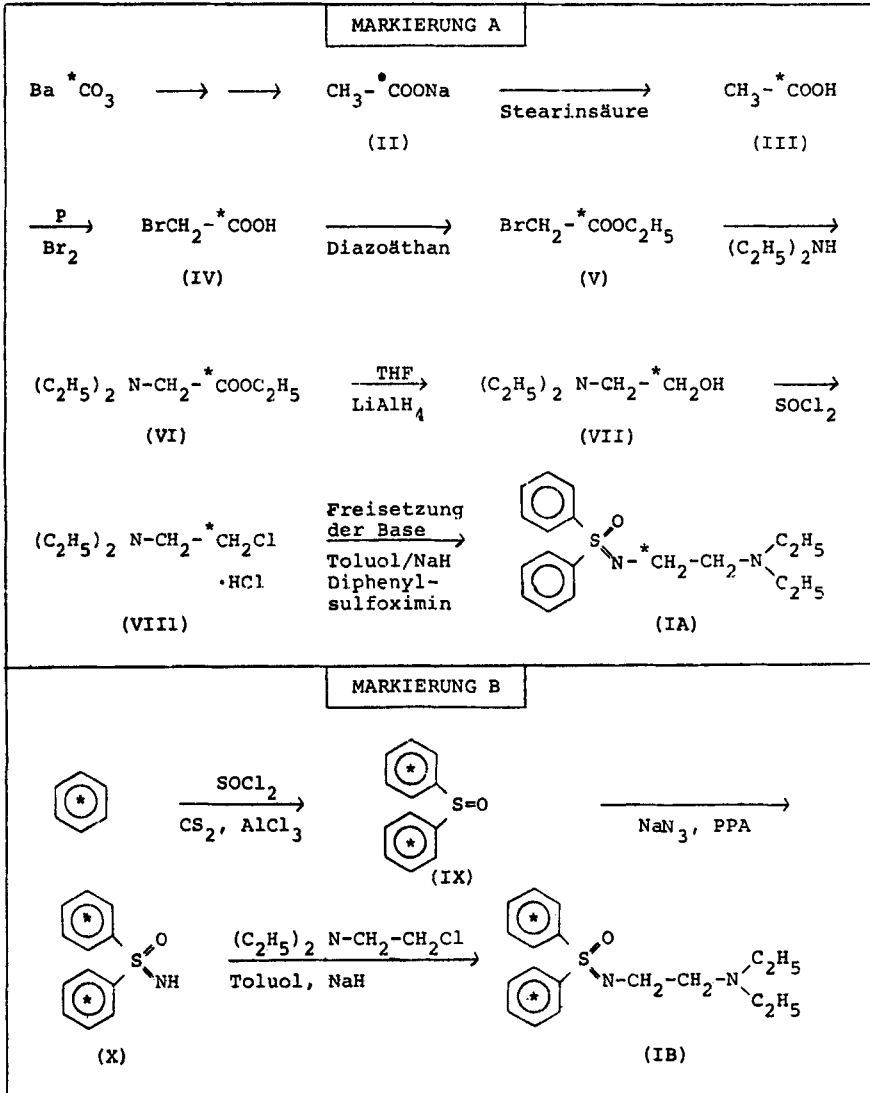 MARKIERUNG A
Ba *CO3 CH3-•COONa Stearinsäure CH3-*COOH
(II) (III)
P Br2 BrCH2-*COOH Diazoäthan BrCH2-*COOC2H5 (C2H5)2NH
(IV) (V)
(C2H5)2 N-CH2-*COOC2H5 THF LiAlH4 (C2H5)2 N-CH2-*CH2OH SOCl2
(VI) (VII)
(C2H5)2 N-CH2-*CH2Cl
·HCl
(VIII)
Freisetzung
der Base
Toluol/NaH
Diphenyl-
sulfoximin
S O N-*CH2-CH2-N C2H5 C2H5
(IA)
MARKIERUNG B
* SOCl2 CS2, AlCl3 * * S=O NaN3, PPA
(IX)
* * S O NH (C2H5)2 N-CH2-CH2Cl Toluol, NaH * * S O N-CH2-CH2-N C2H5 C2H5
(X) (IB)